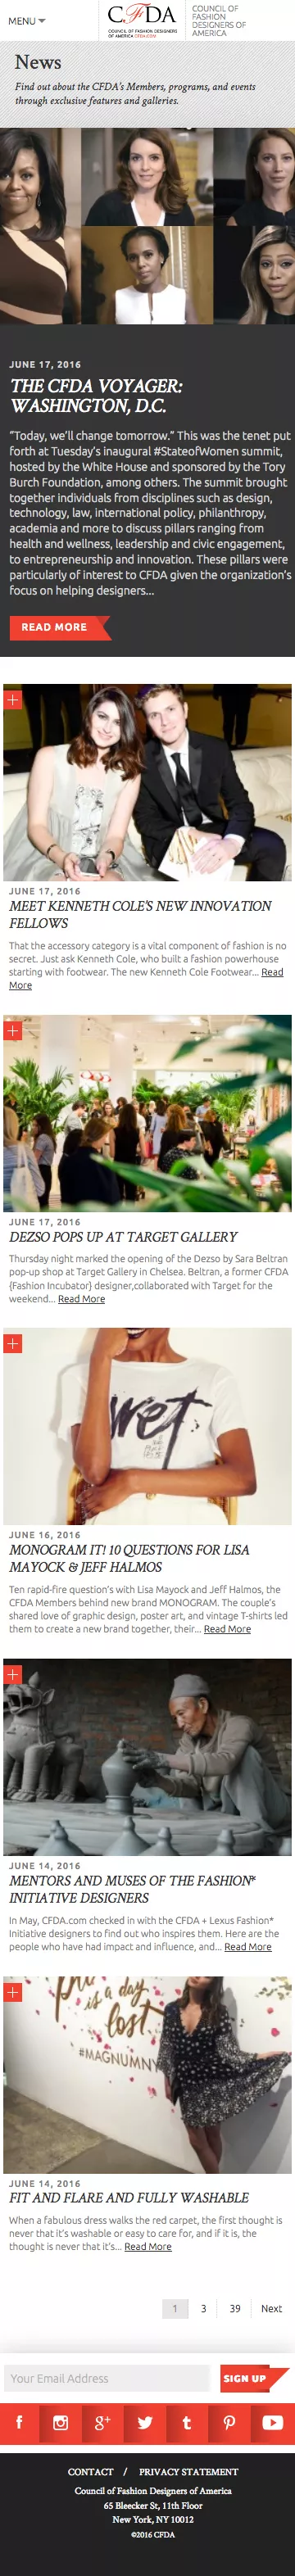 MENU
CFDA
COUNCIL OF FASHION DESIGNERS
OF AMERICA CFDA.COM
COUNCIL OF
FASHION
DESIGNERS OF
AMERICA
News
Find out about the CFDA's Members, programs, and events
through exclusive features and galleries.
JUNE 17, 2016
THE CFDA VOYAGER:
WASHINGTON, D.C.
"Today, we'll change tomorrow." This was the tenet put
forth at Tuesday's inaugural #StateofWomen summit,
hosted by the White House and sponsored by the Tory
Burch Foundation, among others. The summit brought
together individuals from disciplines such as design,
technology, law, international policy, philanthropy,
academia and more to discuss pillars ranging from
health and wellness, leadership and civic engagement,
to entrepreneurship and innovation. These pillars were
particularly of interest to CFDA given the organization's
focus on helping designers...
READ MORE
JUNE 17, 2016
MEET KENNETH COLE'S NEW INNOVATION
FELLOWS
That the accessory category is a vital component of fashion is no
secret. Just ask Kenneth Cole, who built a fashion powerhouse
starting with footwear. The new Kenneth Cole Footwear... Read
More
JUNE 17, 2016
DEZSO POPS UP AT TARGET GALLERY
Thursday night marked the opening of the Dezso by Sara Beltran
pop-up shop at Target Gallery in Chelsea. Beltran, a former CFDA
{Fashion Incubator} designer,collaborated with Target for the
weekend... Read More
wet
JUNE 16, 2016
MONOGRAM IT! 10 QUESTIONS FOR LISA
MAYOCK & JEFF HALMOS
Ten rapid-fire question's with Lisa Mayock and Jeff Halmos, the
CFDA Members behind new brand MONOGRAM. The couple's
shared love of graphic design, poster art, and vintage T-shirts led
them to create a new brand together, their... Read More
JUNE 14, 2016
MENTORS AND MUSES OF THE FASHION*
INITIATIVE DESIGNERS
In May, CFDA.com checked in with the CFDA + Lexus Fashion*
Initiative designers to find out who inspires them. Here are the
people who have had impact and influence, and... Read More
is a day
lost
#MAGNUMNY
JUNE 14, 2016
FIT AND FLARE AND FULLY WASHABLE
When a fabulous dress walks the red carpet, the first thought is
never that it's washable or easy to care for, and if it is, the
thought is never that it's... Read More
1 3 39 Next
Your Email Address SIGN UP
CONTACT / PRIVACY STATEMENT
Council of Fashion Designers of America
65 Bleecker St, 11th Floor
New York, NY 10012
©2016 CFDA